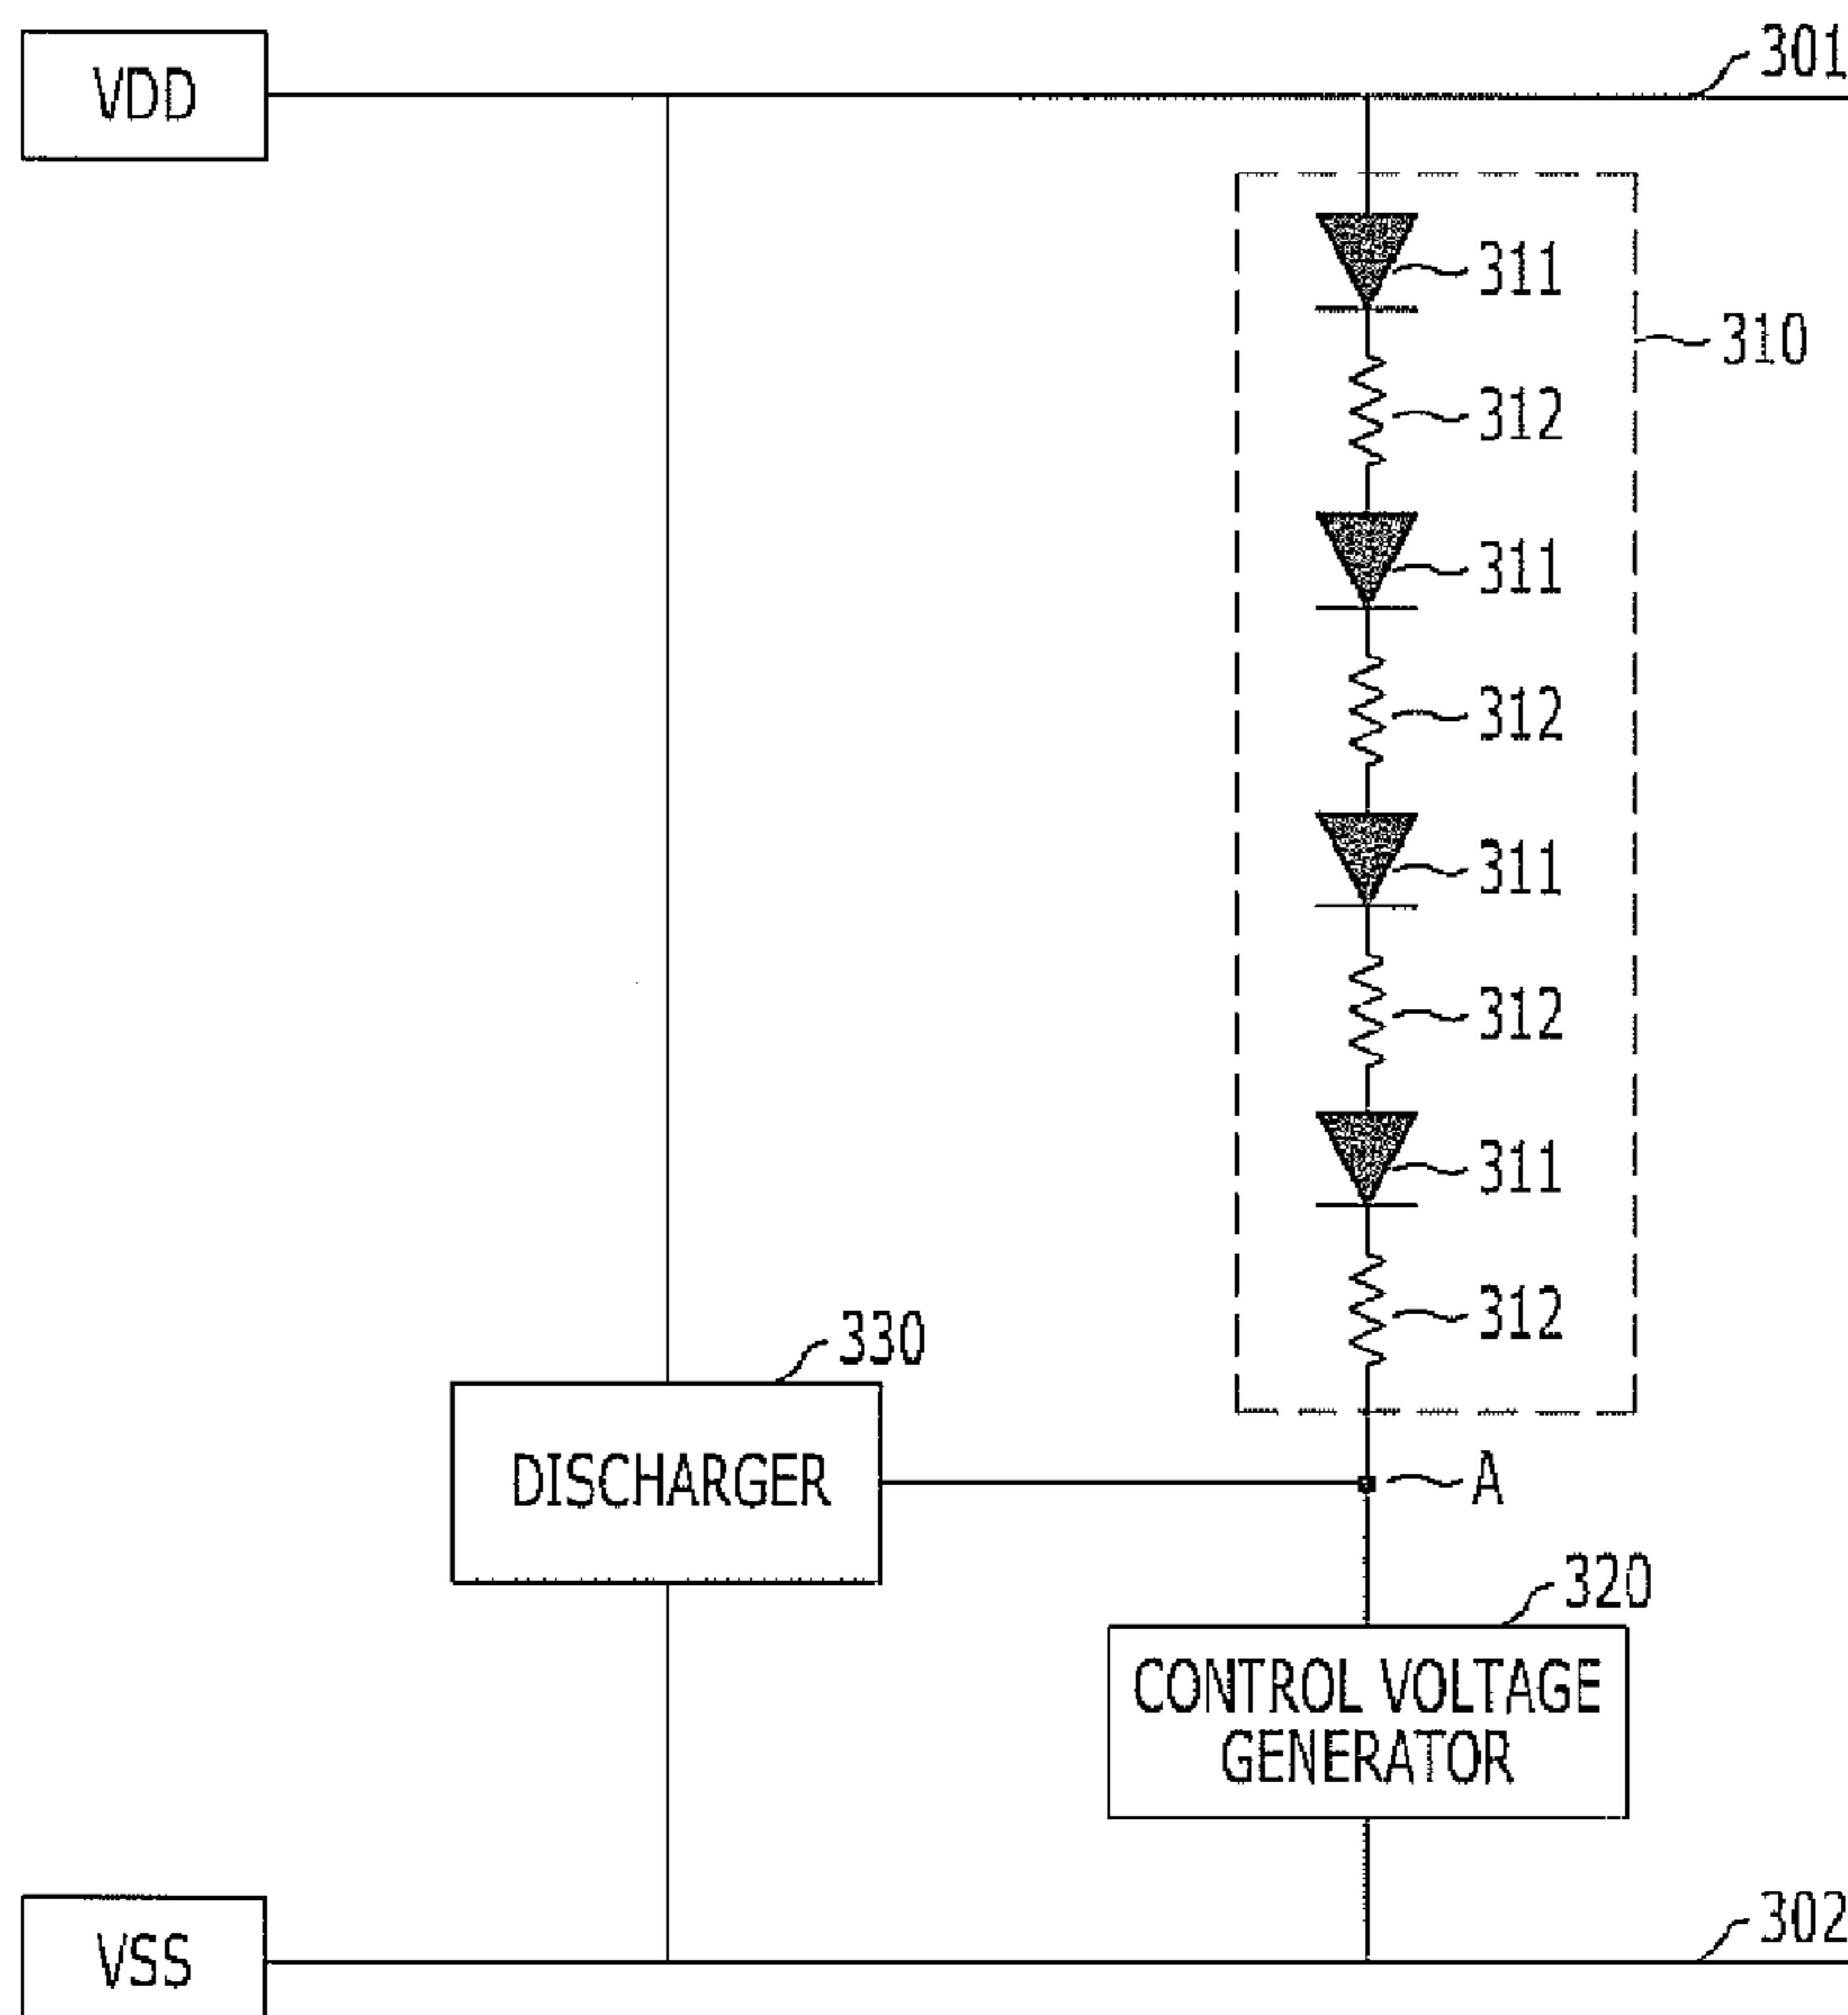 VDD
301
311
310
312
311
312
311
312
311
312
330
DISCHARGER
A
320
CONTROL VOLTAGE
GENERATOR
302
VSS